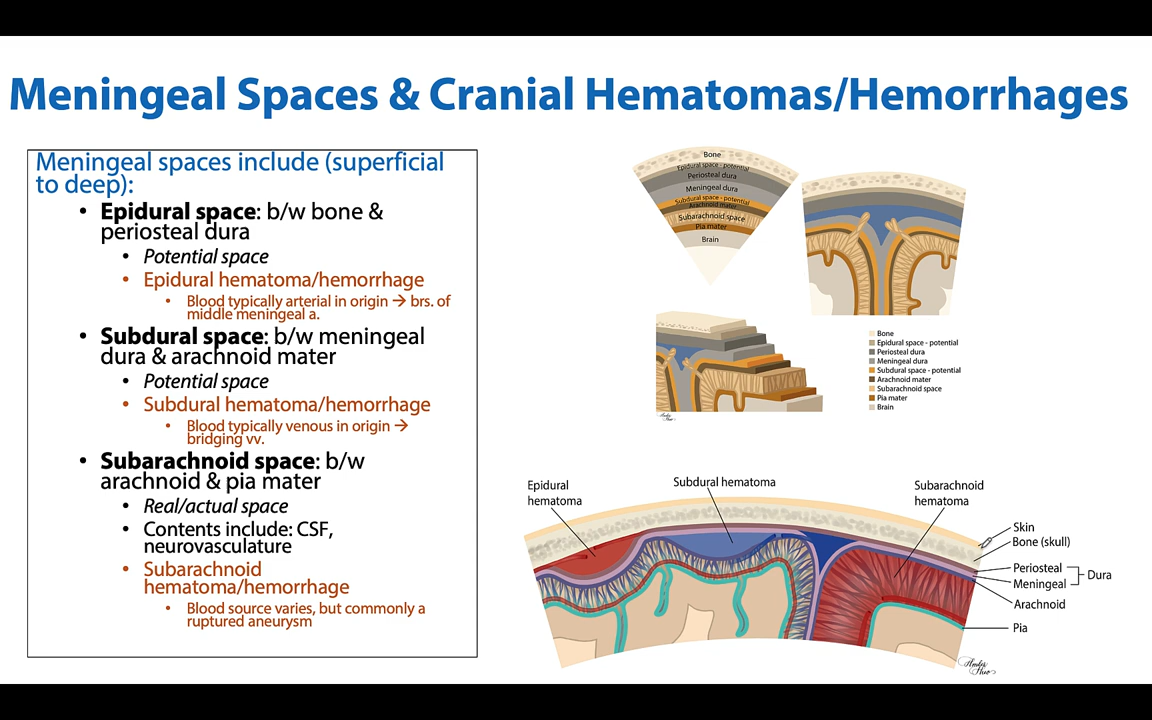 Meningeal Spaces & Cranial Hematomas/Hemorrhages
Meningeal spaces include (superficial
to deep):
• Epidural space: b/w bone &
periosteal dura
• Potential space
• Epidural hematoma/hemorrhage
• Blood typically arterial in origin → brs. of
middle meningeal a.
• Subdural space: b/w meningeal
dura & arachnoid mater
• Potential space
• Subdural hematoma/hemorrhage
• Blood typically venous in origin →
bridging vv.
• Subarachnoid space: b/w
arachnoid & pia mater
• Real/actual space
• Contents include: CSF,
neurovasculature
• Subarachnoid
hematoma/hemorrhage
• Blood source varies, but commonly a
ruptured aneurysm
Bone
Epidural space - potential
Periosteal dura
Meningeal dura
Subdural space - potential
Arachnoid mater
Subarachnoid space
Pia mater
Brain
Bone
Epidural space - potential
Periosteal dura
Meningeal dura
Subdural space - potential
Arachnoid mater
Subarachnoid space
Pia mater
Brain
Epidural
hematoma
Subdural hematoma
Subarachnoid
hematoma
Skin
Bone (skull)
Periosteal
Meningeal
Dura
Arachnoid
Pia